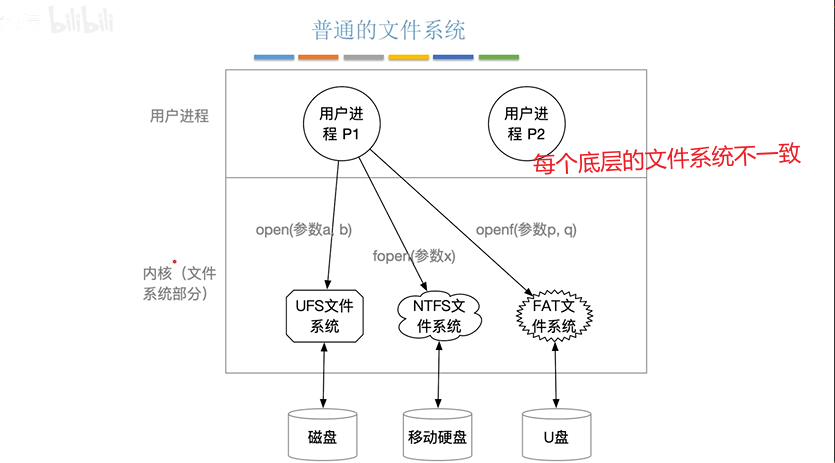 bilibili
普通的文件系统
用户进程
用户进
程 P1
用户进
程 P2
每个底层的文件系统不一致
open(参数a, b)
openf(参数p, q)
fopen(参数x)
内核（文件
系统部分）
UFS文件
系统
NTFS文
件系统
FAT文
件系统
磁盘
移动硬盘
U盘